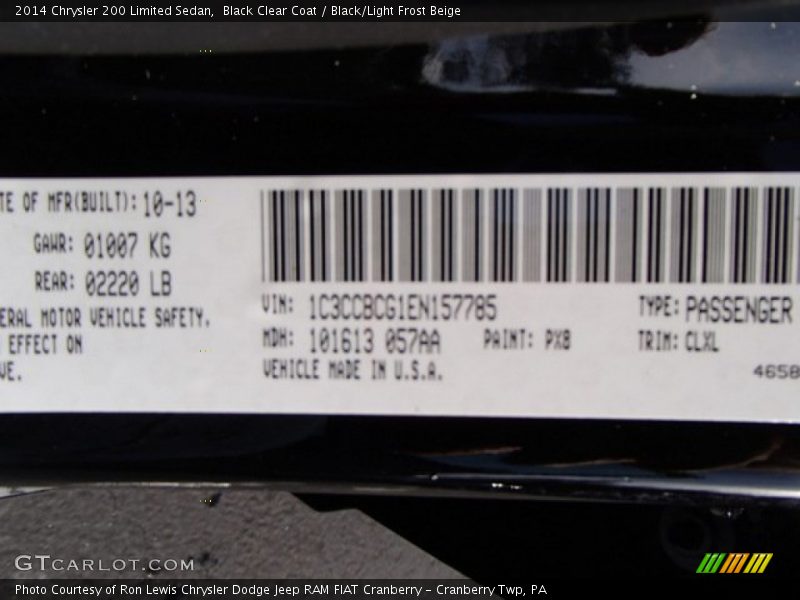 2014 Chrysler 200 Limited Sedan,  Black Clear Coat / Black/Light Frost Beige
TE OF MFR(BUILT): 10-13
GAWR: 01007 KG
REAR: 02220 LB
ERAL MOTOR VEHICLE SAFETY.
EFFECT ON
VE.
VIN: 1C3CCBCG1EN157785
TYPE: PASSENGER
MDH: 101613 057AA
PAINT: PX8
TRIM: CLXL
VEHICLE MADE IN U.S.A.
4658
GTCARLOT.COM
Photo Courtesy of Ron Lewis Chrysler Dodge Jeep RAM FIAT Cranberry – Cranberry Twp, PA